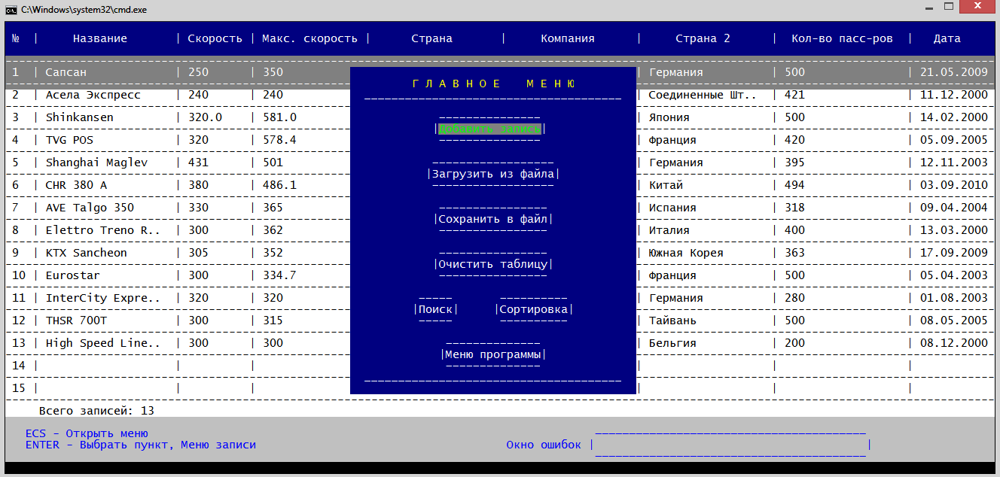 C:\Windows\system32\cmd.exe
№ | Название | Скорость | Макс. скорость | Страна | Компания | Страна 2 | Кол-во пасс-ров | Дата
1 | Сапсан | 250 | 350 | Германия | 500 | 21.05.2009
Г Л А В Н О Е М Е Н Ю
2 | Асела Экспресс | 240 | 240 | Соединенные Шт.. | 421 | 11.12.2000
3 | Shinkansen | 320.0 | 581.0 | Япония | 500 | 14.02.2000
|Добавить запись|
4 | TVG POS | 320 | 578.4 | Франция | 420 | 05.09.2005
5 | Shanghai Maglev | 431 | 501 | Германия | 395 | 12.11.2003
|Загрузить из файла|
6 | CHR 380 A | 380 | 486.1 | Китай | 494 | 03.09.2010
7 | AVE Talgo 350 | 330 | 365 | Испания | 318 | 09.04.2004
|Сохранить в файл|
8 | Elettro Treno R.. | 300 | 362 | Италия | 400 | 13.03.2000
9 | KTX Sancheon | 305 | 352 | Южная Корея | 363 | 17.09.2009
|Очистить таблицу|
10 | Eurostar | 300 | 334.7 | Франция | 500 | 05.04.2003
11 | InterCity Expre.. | 320 | 320 | Германия | 280 | 01.08.2003
|Поиск| |Сортировка|
12 | THSR 700T | 300 | 315 | Тайвань | 500 | 08.05.2005
13 | High Speed Line.. | 300 | 300 | Бельгия | 200 | 08.12.2000
|Меню программы|
14 | | | | | |
15 | | | | | |
Всего записей: 13
ECS - Открыть меню
ENTER - Выбрать пункт, Меню записи Окно ошибок | |